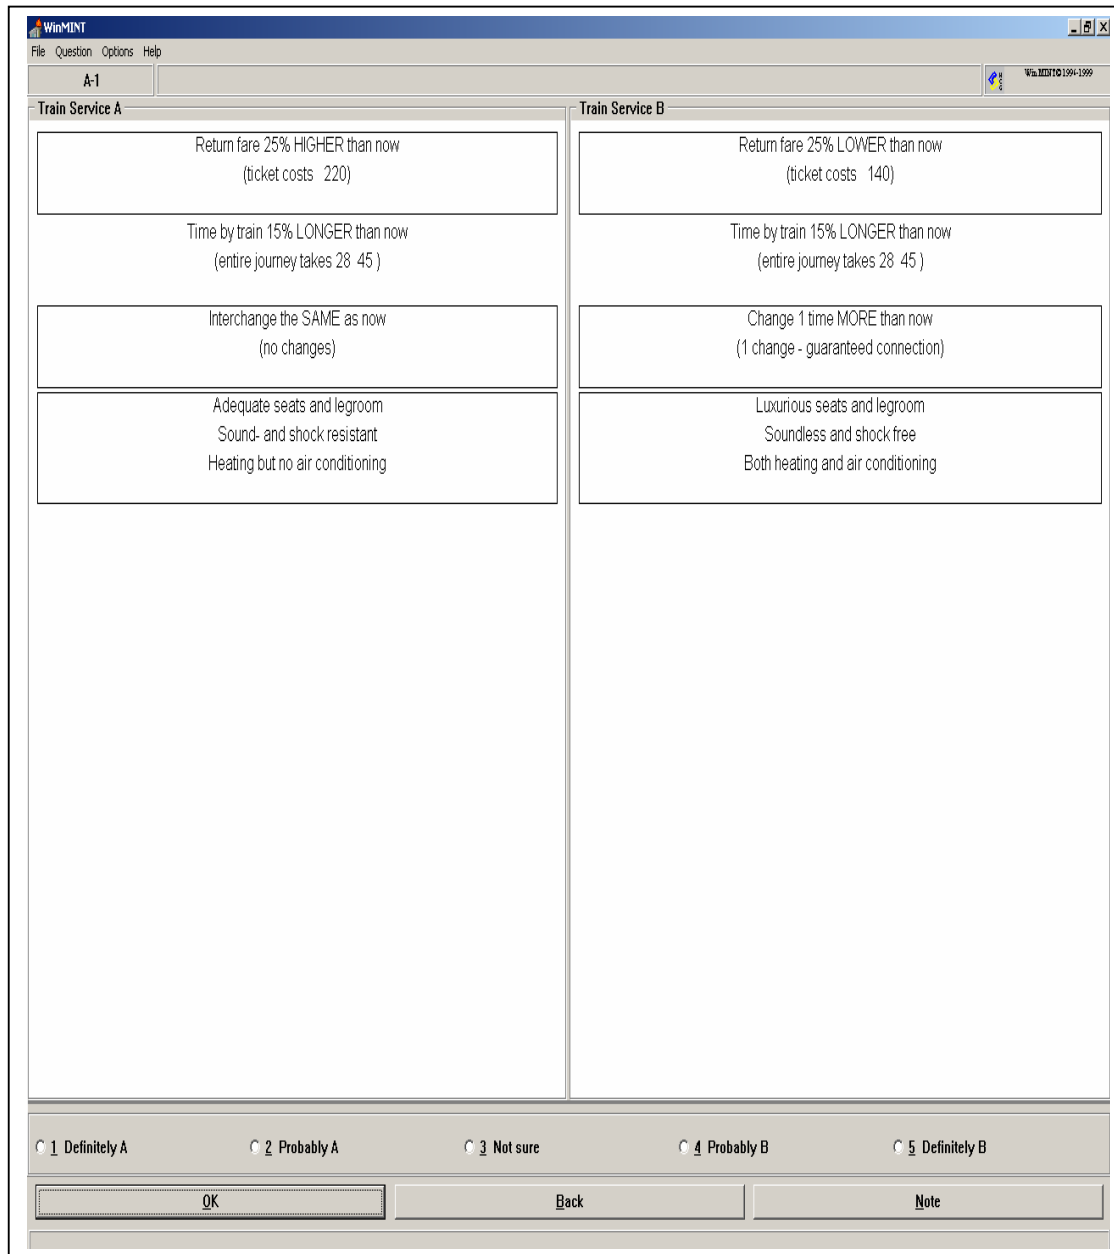 WinMINT
File Question Options Help
A-1
Win MINT© 1994-1999
Train Service A
Return fare 25% HIGHER than now
(ticket costs 220)
Time by train 15% LONGER than now
(entire journey takes 28 45 )
Interchange the SAME as now
(no changes)
Adequate seats and legroom
Sound- and shock resistant
Heating but no air conditioning
Train Service B
Return fare 25% LOWER than now
(ticket costs 140)
Time by train 15% LONGER than now
(entire journey takes 28 45 )
Change 1 time MORE than now
(1 change - guaranteed connection)
Luxurious seats and legroom
Soundless and shock free
Both heating and air conditioning
1 Definitely A 2 Probably A 3 Not sure 4 Probably B 5 Definitely B
OK Back Note